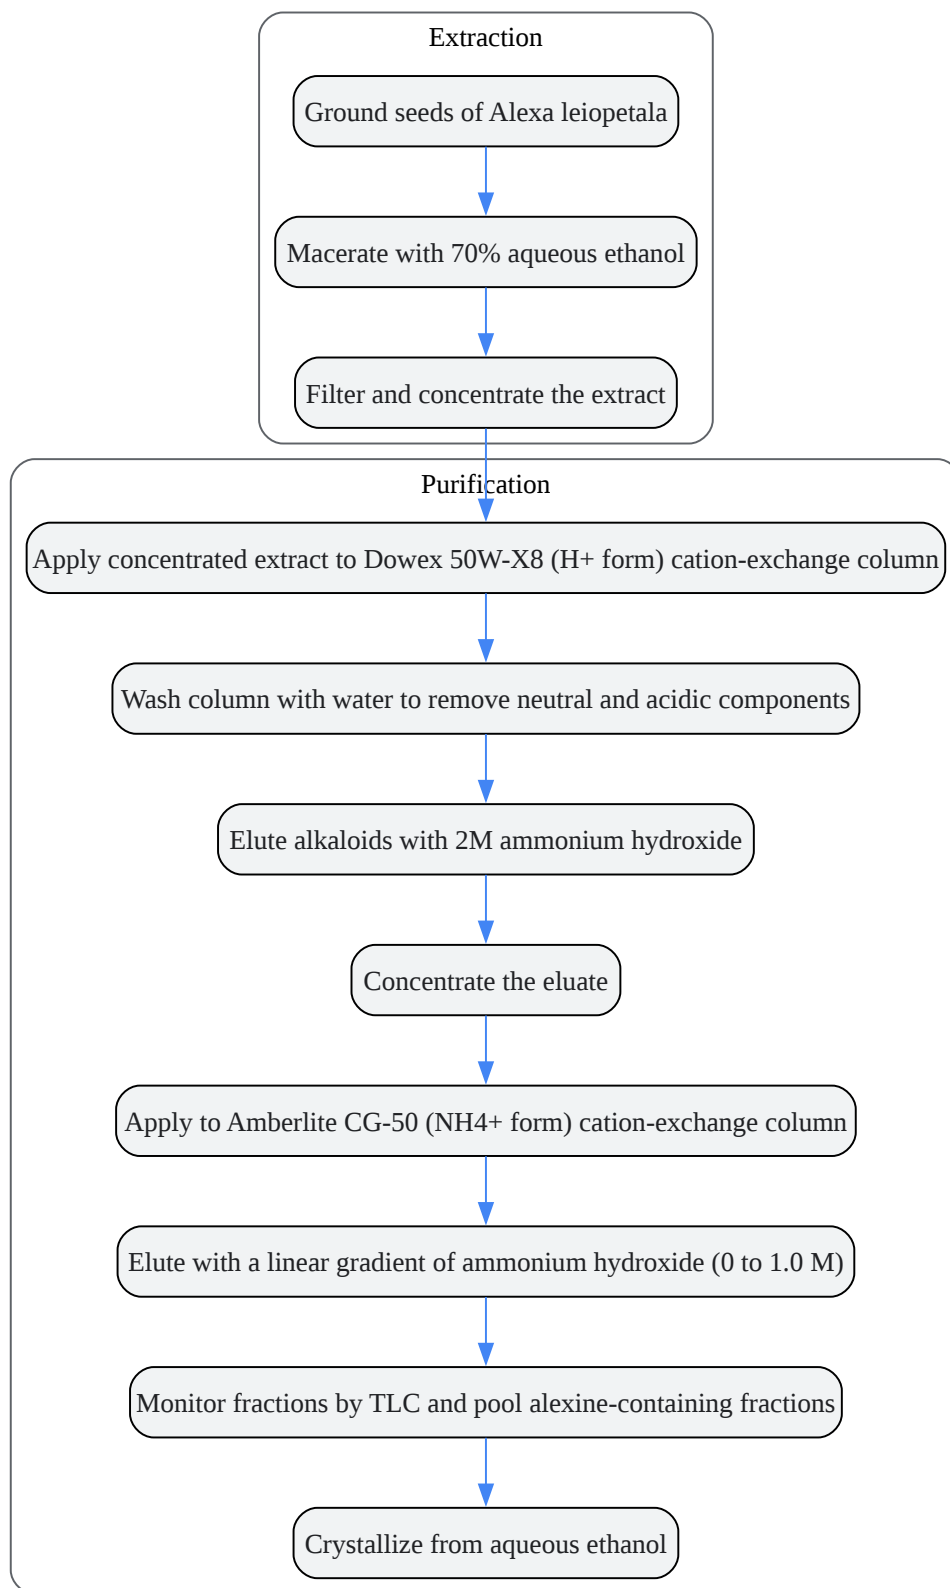 Extraction
Ground seeds of Alexa leiopetala
Macerate with 70% aqueous ethanol
Filter and concentrate the extract
Purification
Apply concentrated extract to Dowex 50W-X8 (H+ form) cation-exchange column
Wash column with water to remove neutral and acidic components
Elute alkaloids with 2M ammonium hydroxide
Concentrate the eluate
Apply to Amberlite CG-50 (NH4+ form) cation-exchange column
Elute with a linear gradient of ammonium hydroxide (0 to 1.0 M)
Monitor fractions by TLC and pool alexine-containing fractions
Crystallize from aqueous ethanol